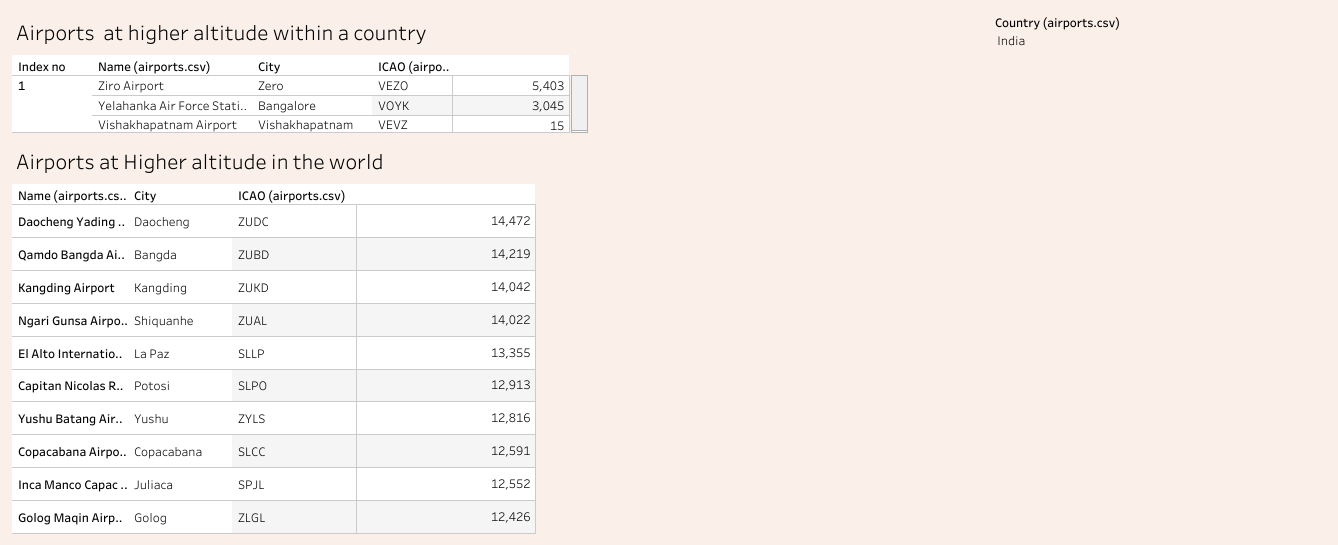 Airports at higher altitude within a country
Country (airports.csv)
India
Index no Name (airports.csv) City ICAO (airpo..
1 Ziro Airport Zero VEZO 5,403
Yelahanka Air Force Stati.. Bangalore VOYK 3,045
Vishakhapatnam Airport Vishakhapatnam VEVZ 15
Airports at Higher altitude in the world
Name (airports.cs.. City ICAO (airports.csv)
Daocheng Yading .. Daocheng ZUDC 14,472
Qamdo Bangda Ai.. Bangda ZUBD 14,219
Kangding Airport Kangding ZUKD 14,042
Ngari Gunsa Airpo.. Shiquanhe ZUAL 14,022
El Alto Internatio.. La Paz SLLP 13,355
Capitan Nicolas R.. Potosi SLPO 12,913
Yushu Batang Air.. Yushu ZYLS 12,816
Copacabana Airpo.. Copacabana SLCC 12,591
Inca Manco Capac .. Juliaca SPJL 12,552
Golog Maqin Airp.. Golog ZLGL 12,426